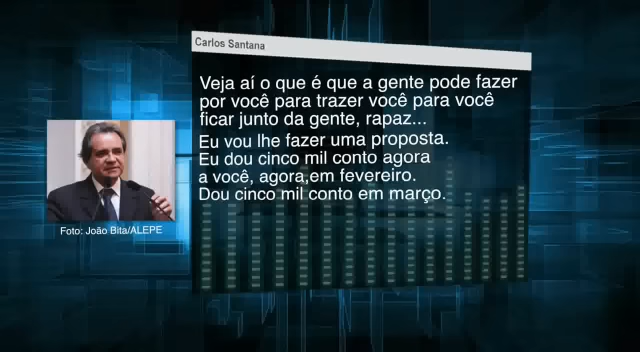 Carlos Santana
Veja aí o que é que a gente pode fazer
por você para trazer você para você
ficar junto da gente, rapaz...
Eu vou lhe fazer uma proposta.
Eu dou cinco mil conto agora
a você, agora,em fevereiro.
Dou cinco mil conto em março.
Foto: João Bita/ALEPE